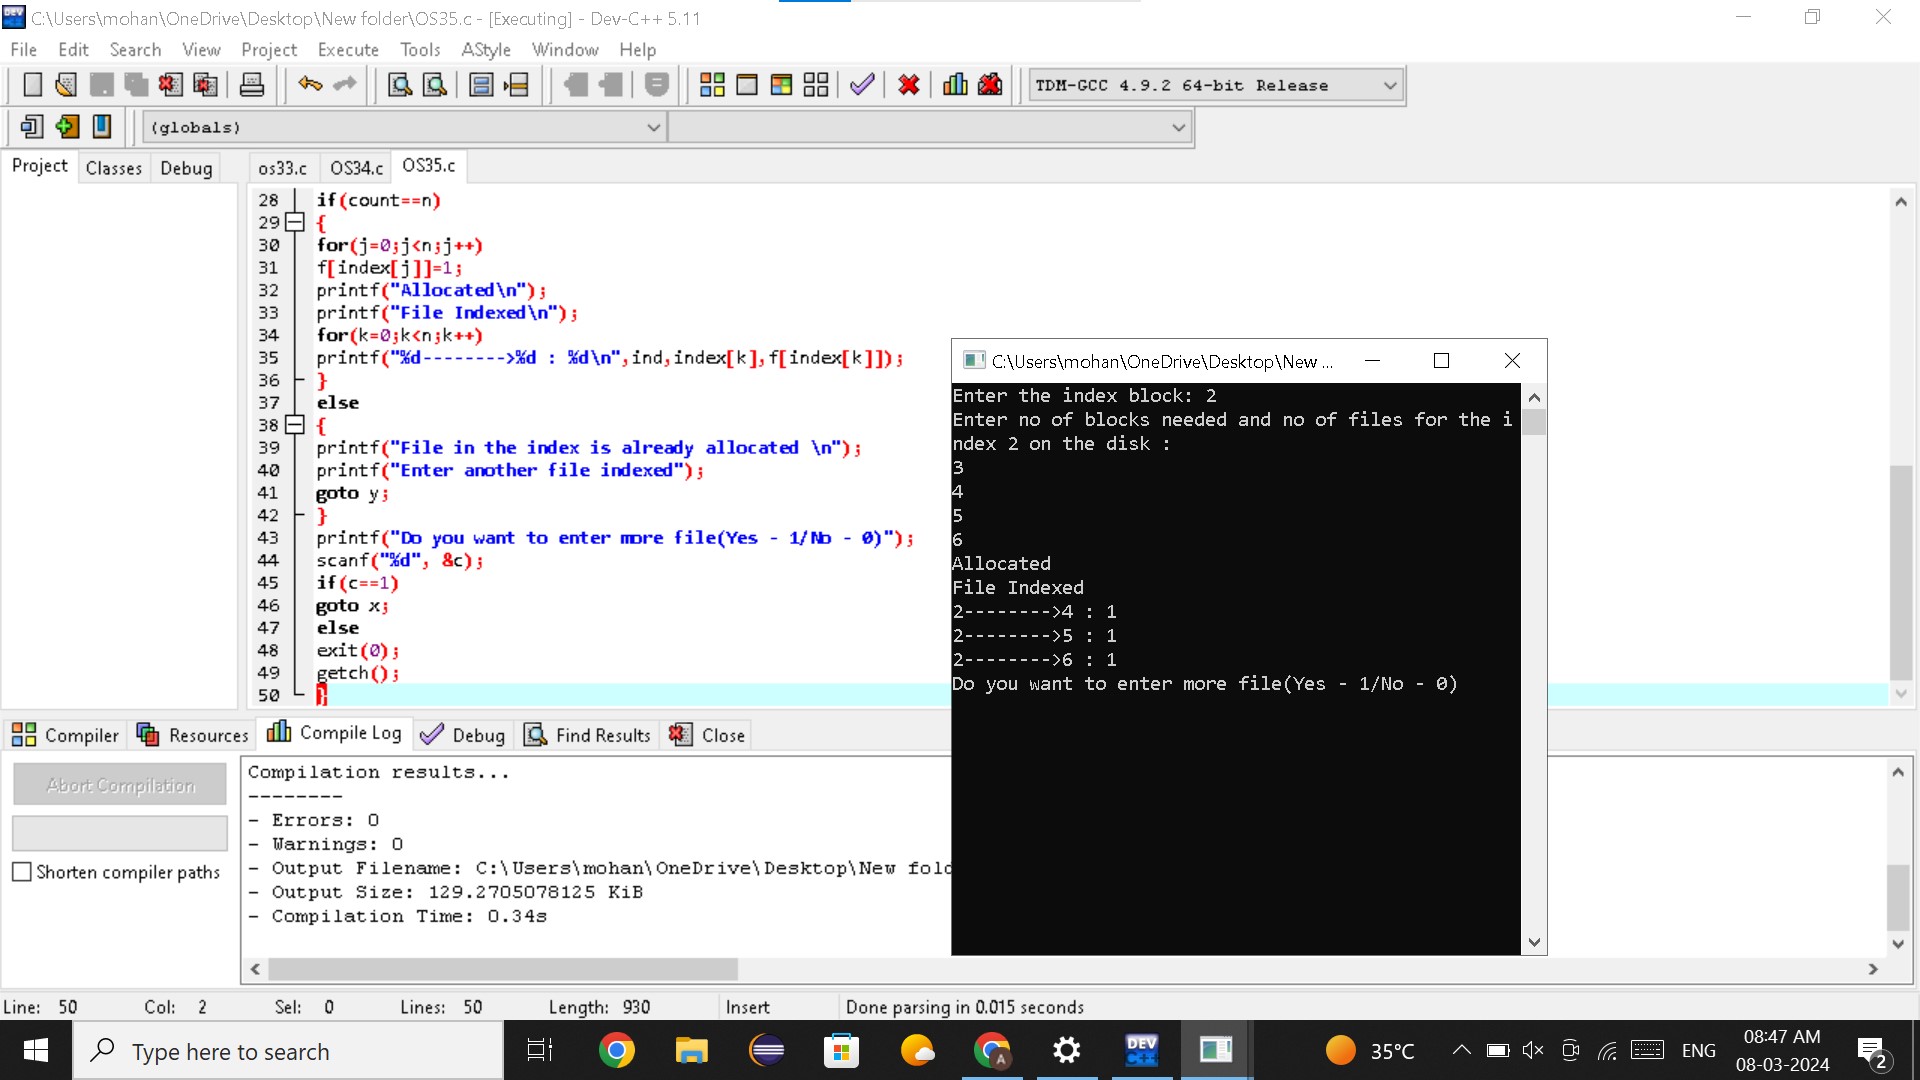 C:\Users\mohan\OneDrive\Desktop\New folder\OS35.c - [Executing] - Dev-C++ 5.11
File Edit Search View Project Execute Tools AStyle Window Help
TDM-GCC 4.9.2 64-bit Release
(globals)
Project Classes Debug
os33.c OS34.c OS35.c
28 if(count==n)
29 {
30 for(j=0;j<n;j++)
31 f[index[j]]=1;
32 printf("Allocated\n");
33 printf("File Indexed\n");
34 for(k=0;k<n;k++)
35 printf("%d-------->%d : %d\n",ind,index[k],f[index[k]]);
36 }
37 else
38 {
39 printf("File in the index is already allocated \n");
40 printf("Enter another file indexed");
41 goto y;
42 }
43 printf("Do you want to enter more file(Yes - 1/No - 0)");
44 scanf("%d", &c);
45 if(c==1)
46 goto x;
47 else
48 exit(0);
49 getch();
50 }
C:\Users\mohan\OneDrive\Desktop\New ...
Enter the index block: 2
Enter no of blocks needed and no of files for the i
ndex 2 on the disk :
3
4
5
6
Allocated
File Indexed
2-------->4 : 1
2-------->5 : 1
2-------->6 : 1
Do you want to enter more file(Yes - 1/No - 0)
Compiler Resources Compile Log Debug Find Results Close
Abort Compilation
Shorten compiler paths
Compilation results...
--------
- Errors: 0
- Warnings: 0
- Output Filename: C:\Users\mohan\OneDrive\Desktop\New fold
- Output Size: 129.2705078125 KiB
- Compilation Time: 0.34s
Line: 50 Col: 2 Sel: 0 Lines: 50 Length: 930 Insert Done parsing in 0.015 seconds
Type here to search
DEV
A
35°C
ENG
08:47 AM
08-03-2024
2